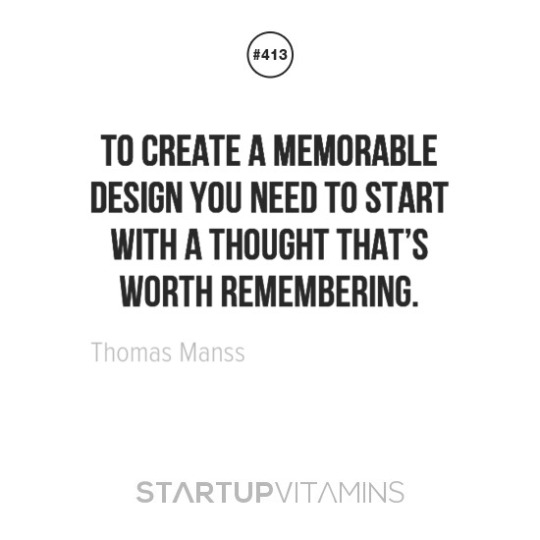 #413
TO CREATE A MEMORABLE
DESIGN YOU NEED TO START
WITH A THOUGHT THAT'S
WORTH REMEMBERING.
Thomas Manss
STARTUPVITAMINS